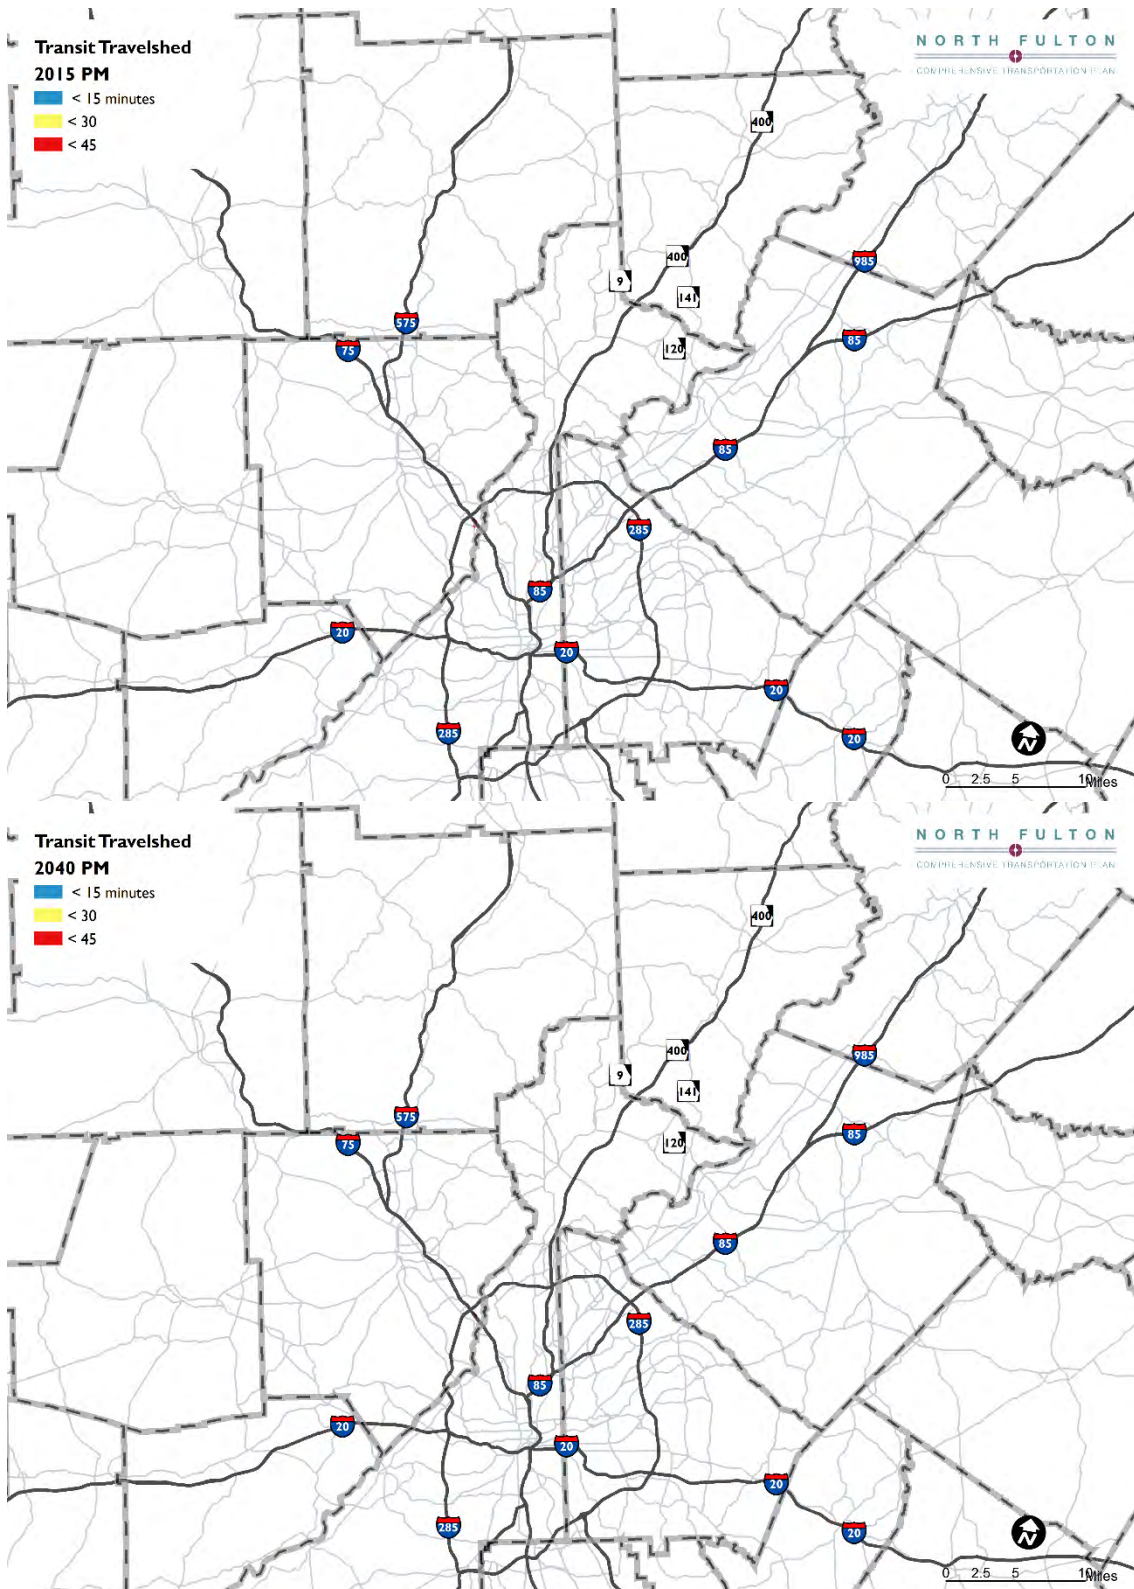 Transit Travelshed
2015 PM
< 15 minutes
< 30
< 45
NORTH FULTON
COMPREHENSIVE TRANSPORTATION PLAN
400
400
985
9
141
575
75
120
85
85
285
85
20
20
20
285
20
0 2.5 5 10 Miles
N
Transit Travelshed
2040 PM
< 15 minutes
< 30
< 45
NORTH FULTON
COMPREHENSIVE TRANSPORTATION PLAN
400
400
985
9
141
575
75
120
85
85
285
85
20
20
20
285
20
0 2.5 5 10 Miles
N